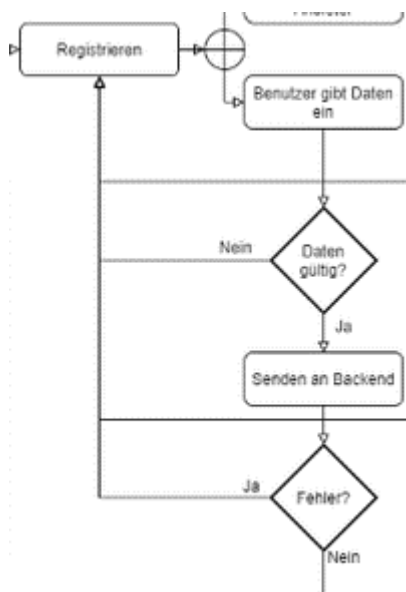 Registrieren
Benutzer gibt Daten
ein
Nein
Daten
gültig?
Ja
Senden an Backend
Ja
Fehler?
Nein